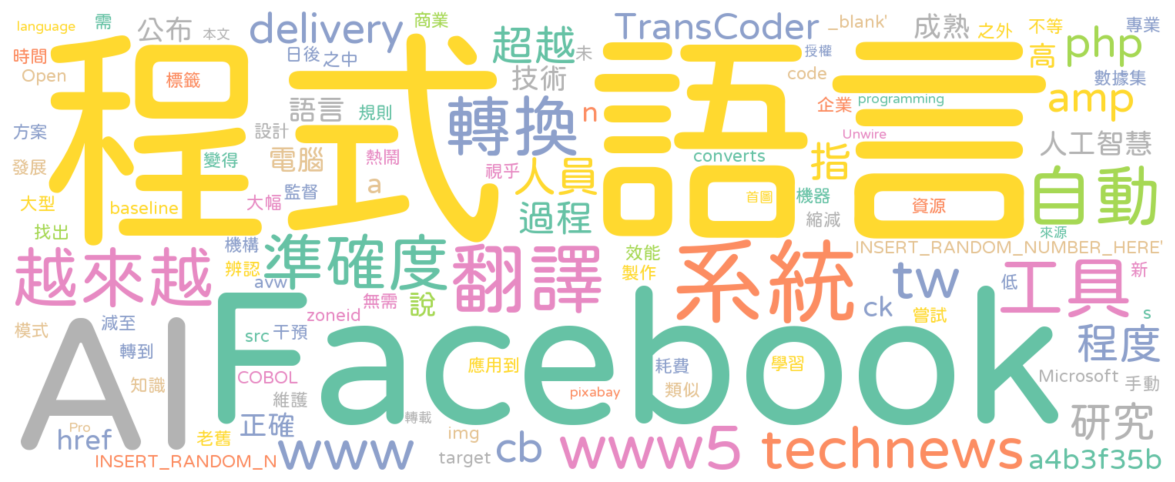 language 需 公布 本文 delivery 商業 超越 未 TransCoder _blank' 成熟 之外 不等 專業
時間 標籤 日後 之中 技術 授權 高 php
Open 程式語言 code 數據集
方案 設計 語言 規則 轉換 n 企業 programming amp
發展 變得 電腦 熱鬧 視乎 converts 指 Unwire 人工智慧
大型 baseline 監督 大幅 a 人員 首圖 機器 資源 自動
找出 過程 縮減 來源
越來越 機構 準確度 翻譯 效能 系統 INSERT_RANDOM_NUMBER_HERE'
辨認 avw 無需 說 製作 ck tw 低 工具 新
模式 減至 zoneid Facebook 嘗試 s
AI 轉到 src 干預 應用到 耗費 學習 程度
知識 COBOL 維護 pixabay 類似 Microsoft 手動
Pro href 老舊 正確 轉載 研究
img www cb www5 technews
INSERT_RANDOM_N target a4b3f35b